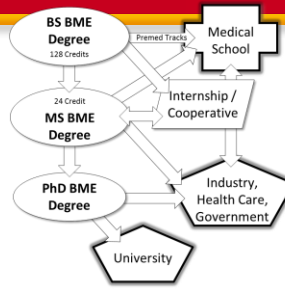 BS BME
Degree
128 Credits
Premed Tracks
Medical
School
24 Credit
MS BME
Degree
Internship /
Cooperative
PhD BME
Degree
Industry,
Health Care,
Government
University